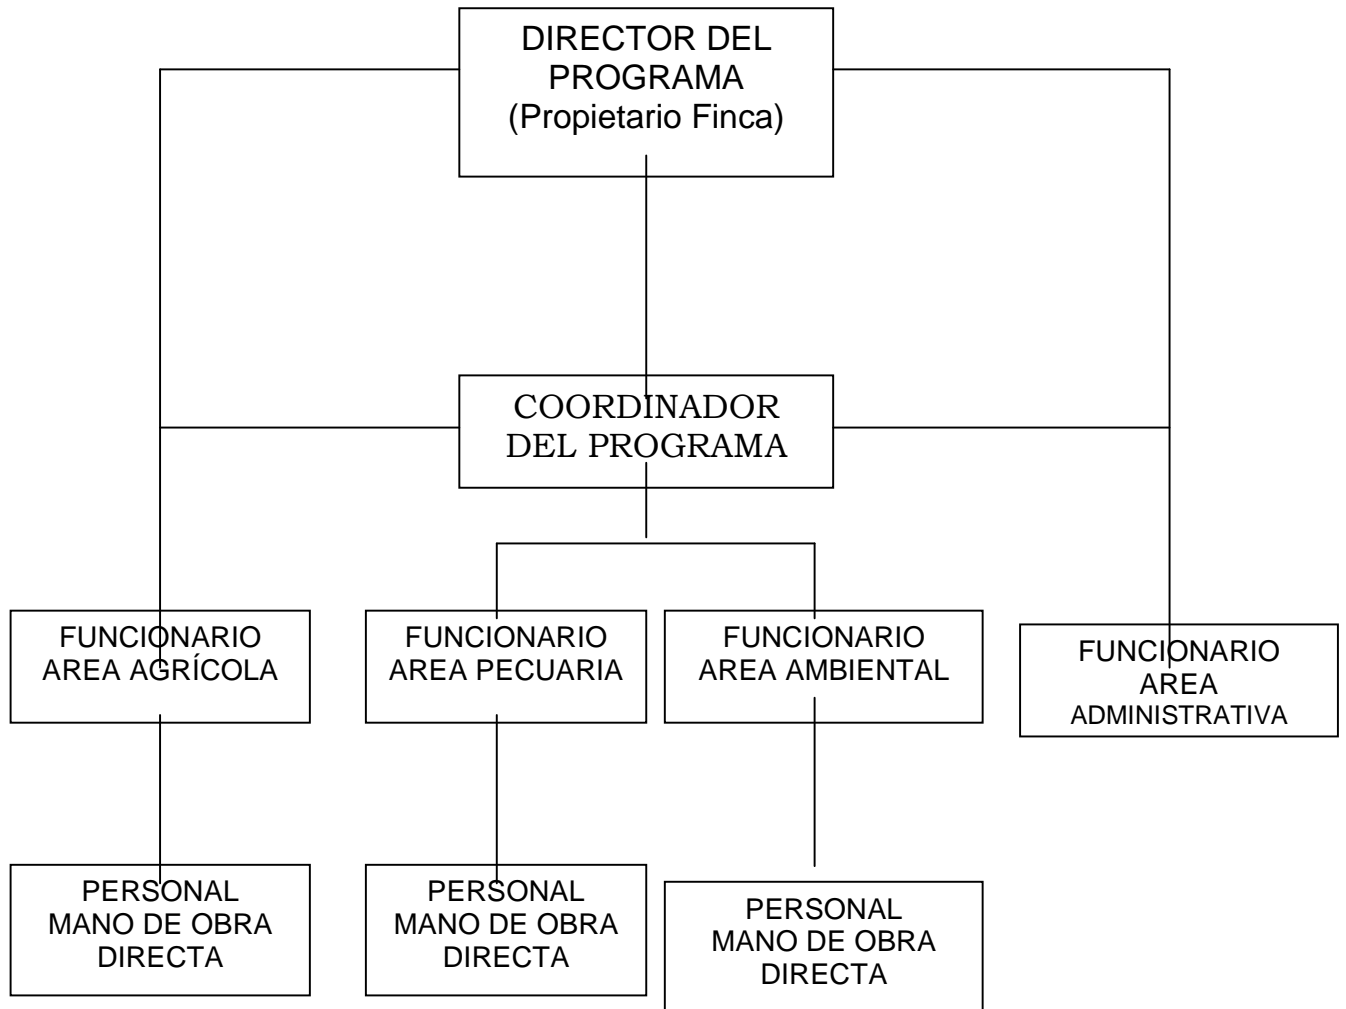 DIRECTOR DEL
PROGRAMA
(Propietario Finca)
COORDINADOR
DEL PROGRAMA
FUNCIONARIO
AREA AGRÍCOLA
FUNCIONARIO
AREA PECUARIA
FUNCIONARIO
AREA AMBIENTAL
FUNCIONARIO
AREA
ADMINISTRATIVA
PERSONAL
MANO DE OBRA
DIRECTA
PERSONAL
MANO DE OBRA
DIRECTA
PERSONAL
MANO DE OBRA
DIRECTA